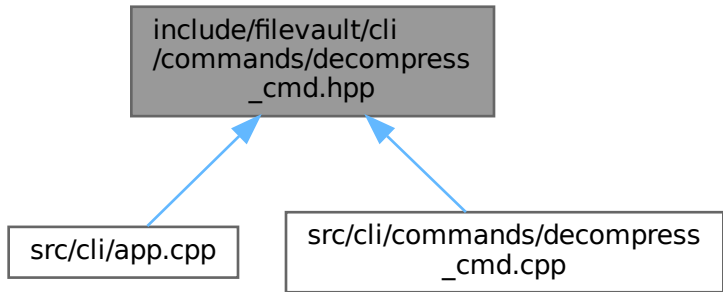 include/filevault/cli
/commands/decompress
_cmd.hpp
src/cli/app.cpp
src/cli/commands/decompress
_cmd.cpp